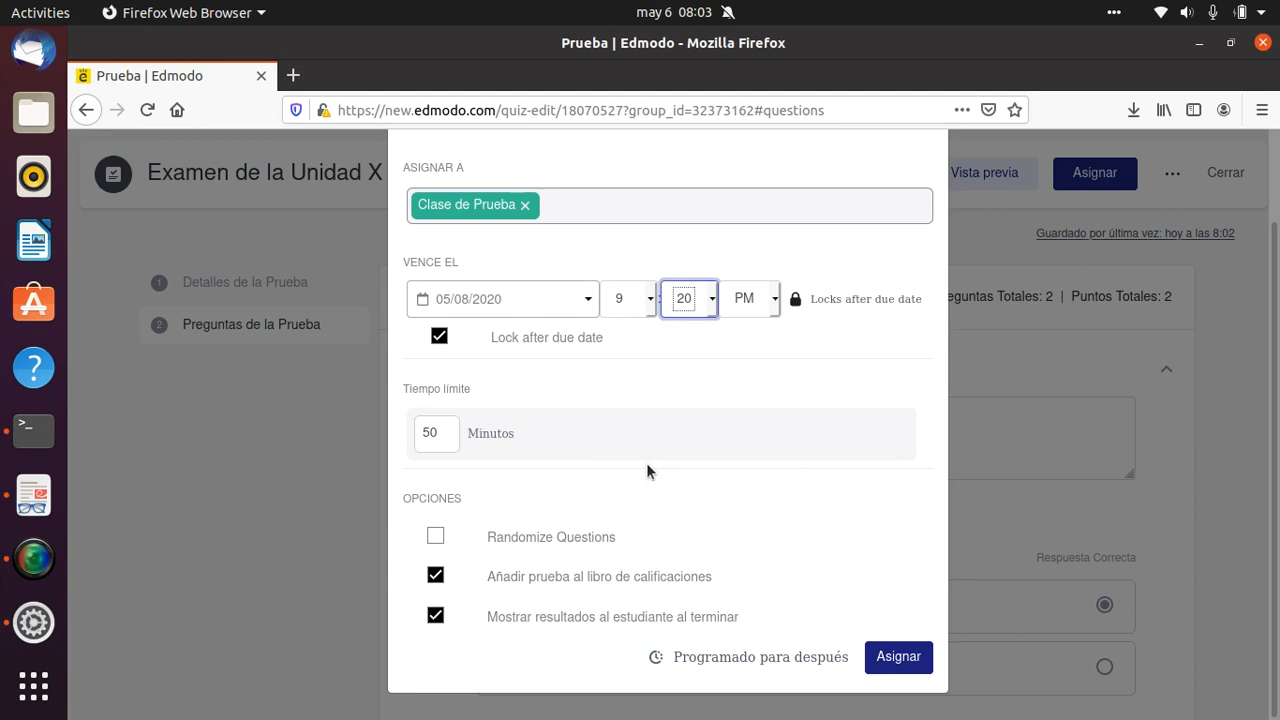 Activities
Firefox Web Browser
may 6 08:03
Prueba | Edmodo - Mozilla Firefox
Prueba | Edmodo
https://new.edmodo.com/quiz-edit/18070527?group_id=32373162#questions
Examen de la Unidad X
Vista previa
Asignar
Cerrar
Guardado por última vez: hoy a las 8:02
1 Detalles de la Prueba
2 Preguntas de la Prueba
eguntas Totales: 2 | Puntos Totales: 2
Respuesta Correcta
ASIGNAR A
Clase de Prueba
VENCE EL
05/08/2020 9 : 20 PM Locks after due date
Lock after due date
Tiempo límite
50 Minutos
OPCIONES
Randomize Questions
Añadir prueba al libro de calificaciones
Mostrar resultados al estudiante al terminar
Programado para después
Asignar